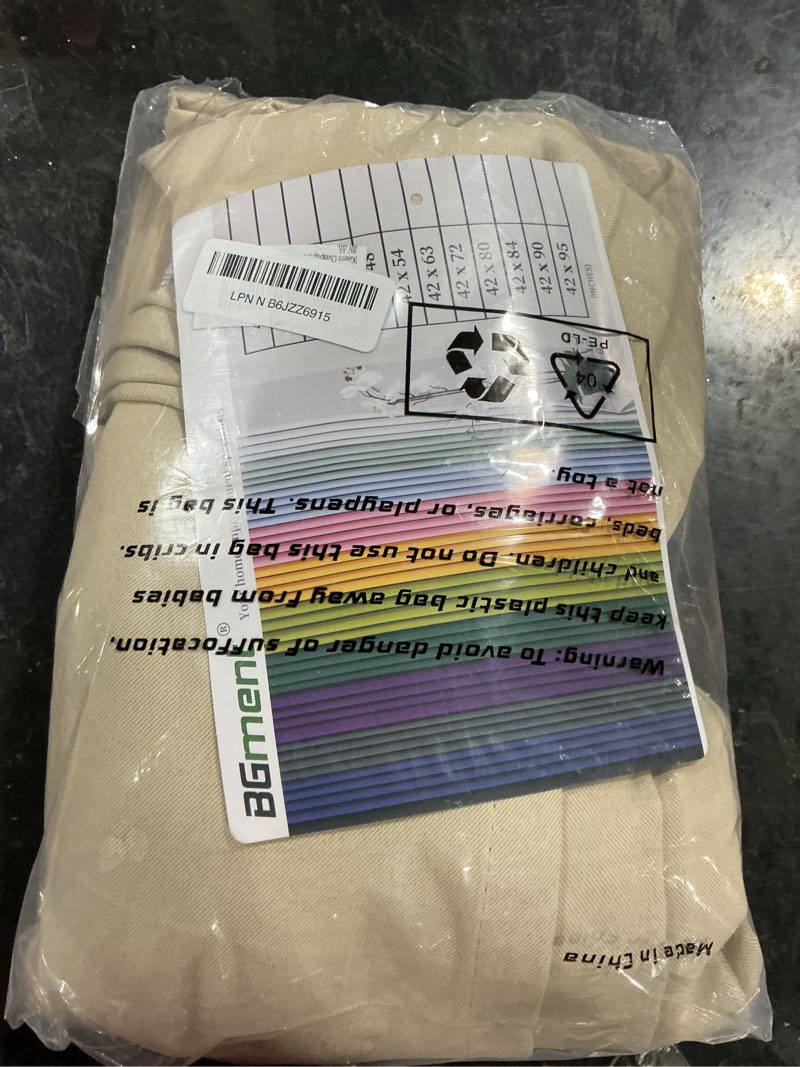 LPN N B6JZZ6915
42 x 54
42 x 63
42 x 72
42 x 80
42 x 84
42 x 90
42 x 95
(INCHES)
PE-LD
04
Warning: To avoid danger of suffocation,
keep this plastic bag away from babies
and children. Do not use this bag in cribs,
beds, carriages, or playpens. This bag is
not a toy.
BGment®
Made in China